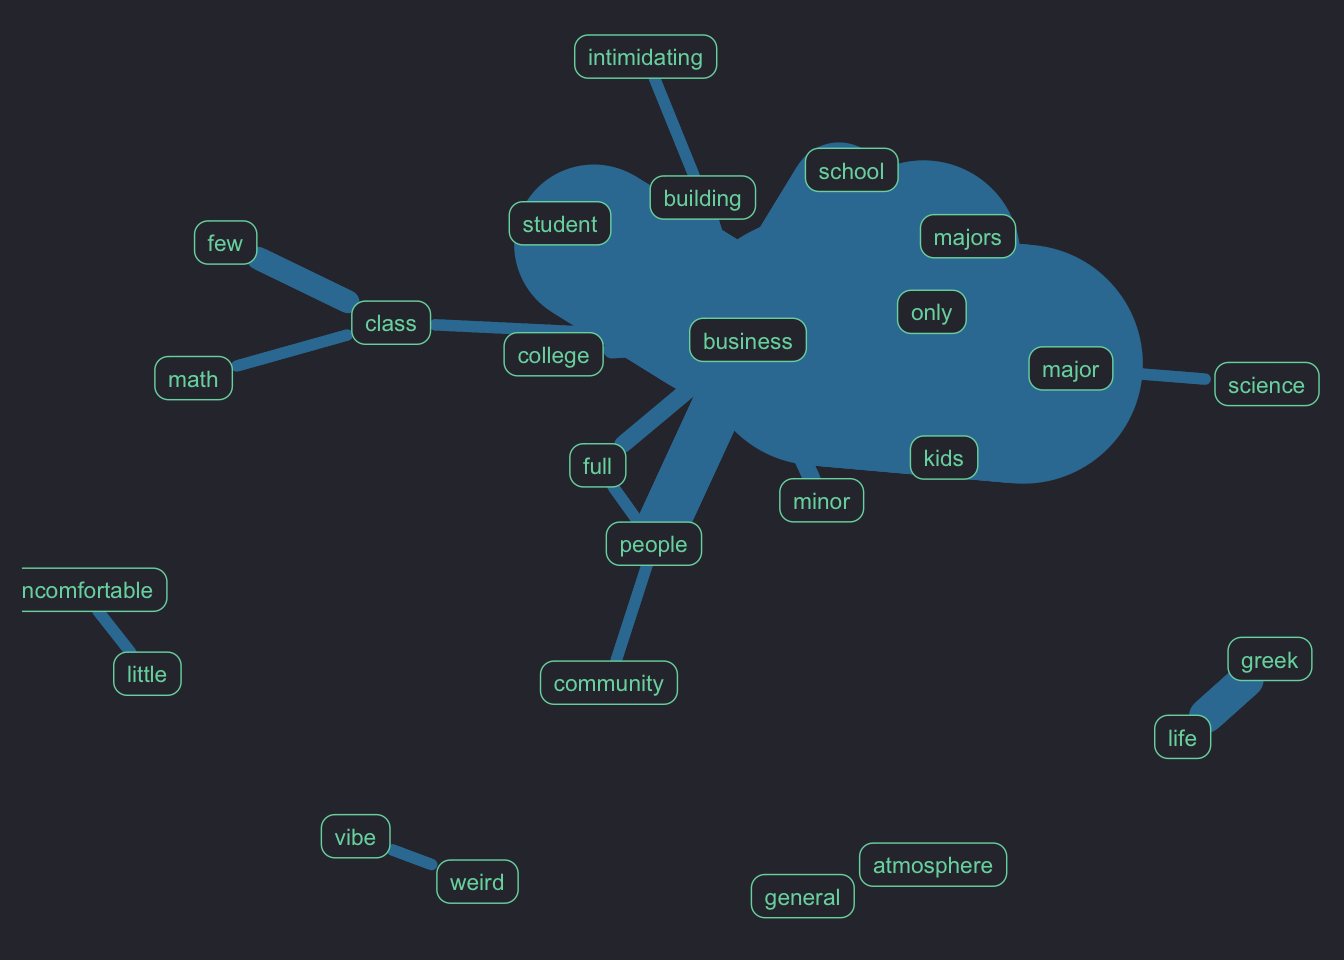 intimidating
school
building
student
majors
few
only
class
business
college
major
math
science
kids
full
minor
people
ncomfortable
greek
little
community
life
vibe
atmosphere
weird
general